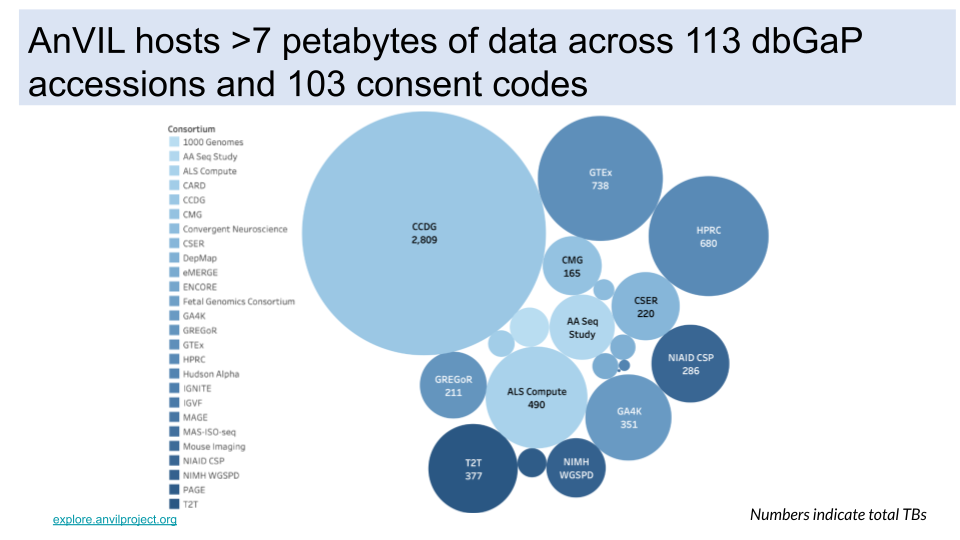 AnVIL hosts >7 petabytes of data across 113 dbGaP
accessions and 103 consent codes
Consortium
1000 Genomes
AA Seq Study
ALS Compute
CARD
CCDG
CMG
Convergent Neuroscience
CSER
DepMap
eMERGE
ENCORE
Fetal Genomics Consortium
GA4K
GREGoR
GTEx
HPRC
Hudson Alpha
IGNITE
IGVF
MAGE
MAS-ISO-seq
Mouse Imaging
NIAID CSP
NIMH WGSPD
PAGE
T2T
CCDG
2,809
GTEx
738
HPRC
680
CMG
165
CSER
220
AA Seq
Study
NIAID CSP
286
GREGoR
211
ALS Compute
490
GA4K
351
T2T
377
NIMH
WGSPD
explore.anvilproject.org
Numbers indicate total TBs